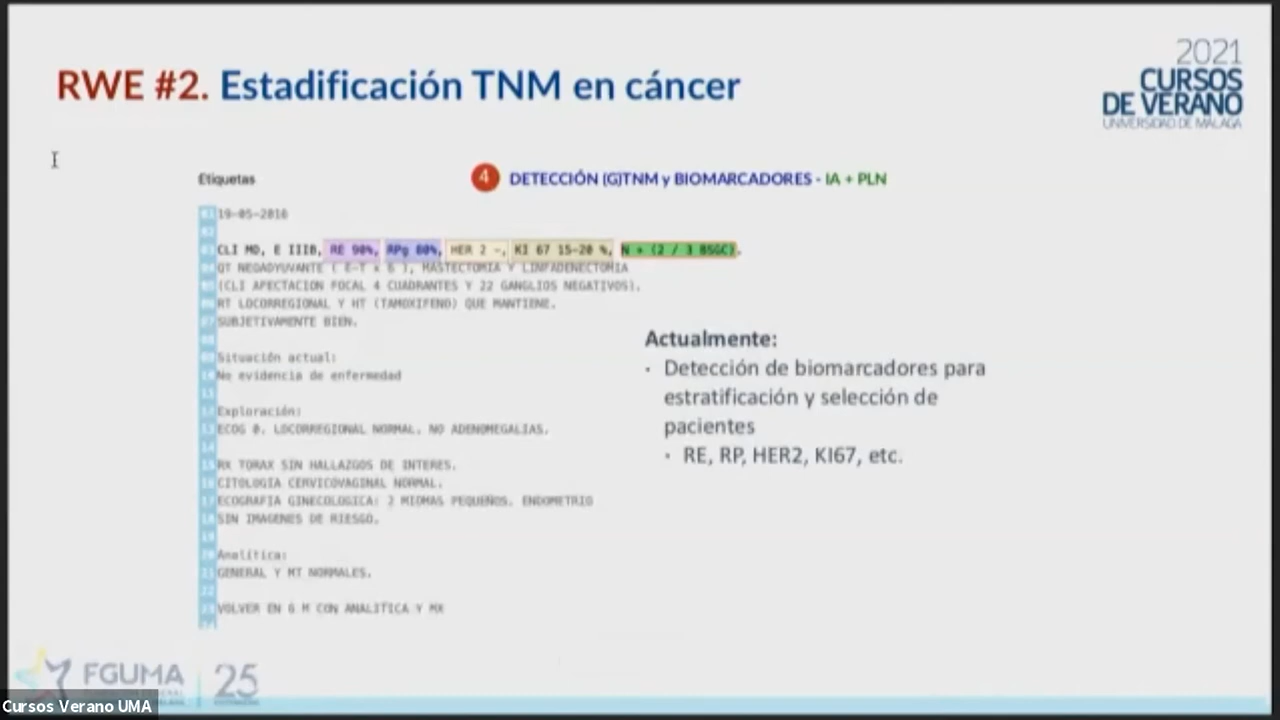 2021
CURSOS
DE VERANO
UNIVERSIDAD DE MÁLAGA
RWE #2. Estadificación TNM en cáncer
Etiquetas
4 DETECCIÓN (G)TNM y BIOMARCADORES - IA + PLN
19-05-2016
CLI MD, E IIIB, RE 90%, RPg 80%, HER 2 -, KI 67 15-20 %, N + (2 / 3 BSGC).
QT NEOADYUVANTE ( E-T x 6 ), MASTECTOMIA Y LINFADENECTOMIA
(CLI AFECTACION FOCAL 4 CUADRANTES Y 22 GANGLIOS NEGATIVOS).
RT LOCORREGIONAL Y HT (TAMOXIFENO) QUE MANTIENE.
SUBJETIVAMENTE BIEN.
Situación actual:
No evidencia de enfermedad
Exploración:
ECOG 0. LOCORREGIONAL NORMAL. NO ADENOMEGALIAS.
RX TORAX SIN HALLAZGOS DE INTERES.
CITOLOGIA CERVICOVAGINAL NORMAL.
ECOGRAFIA GINECOLOGICA: 2 MIOMAS PEQUEÑOS. ENDOMETRIO
SIN IMAGENES DE RIESGO.
Analítica:
GENERAL Y MT NORMALES.
VOLVER EN 6 M CON ANALITICA Y MX
Actualmente:
· Detección de biomarcadores para
estratificación y selección de
pacientes
· RE, RP, HER2, KI67, etc.
FGUMA 25
Cursos Verano UMA